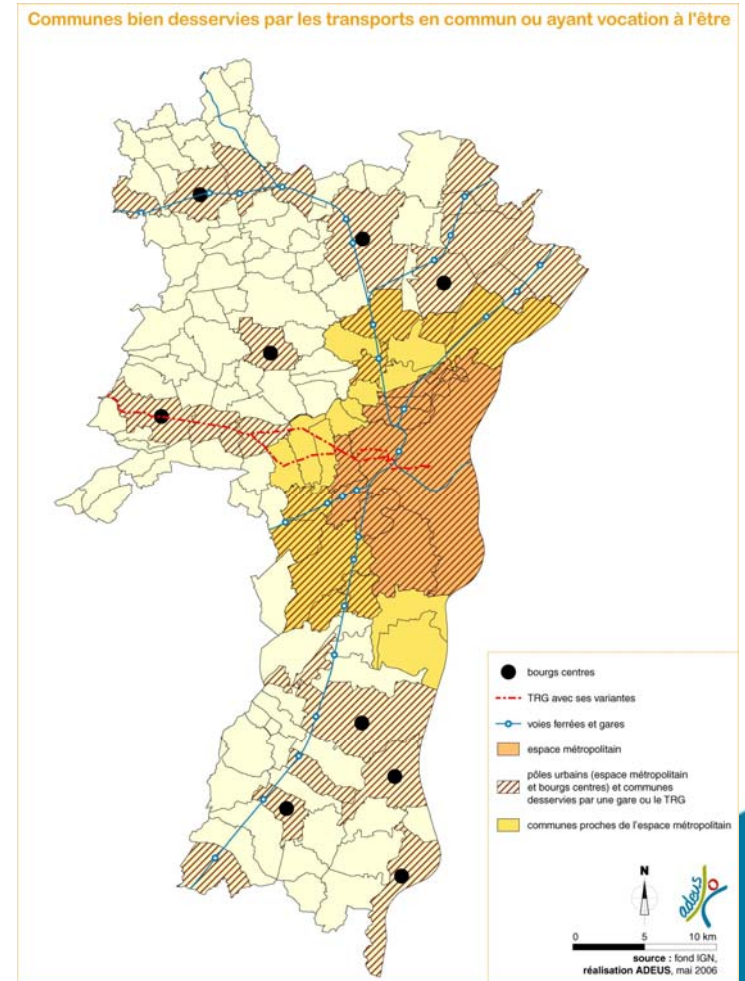 Communes bien desservies par les transports en commun ou ayant vocation à l'être
bourgs centres
TRG avec ses variantes
voies ferrées et gares
espace métropolitain
pôles urbains (espace métropolitain
et bourgs centres) et communes
desservies par une gare ou le TRG
communes proches de l'espace métropolitain
N
adeus
0 5 10 km
source : fond IGN,
réalisation ADEUS, mai 2006